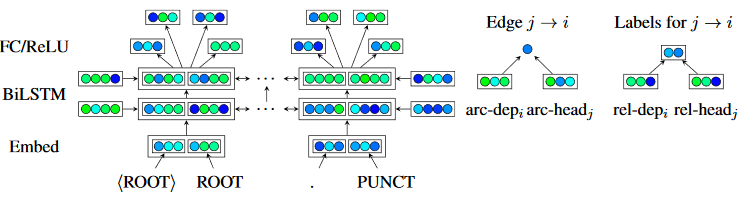 FC/ReLU
BiLSTM
Embed
... 
...
⟨ROOT⟩ ROOT . PUNCT
Edge j → i
arc-dep_i arc-head_j
Labels for j → i
rel-dep_i rel-head_j